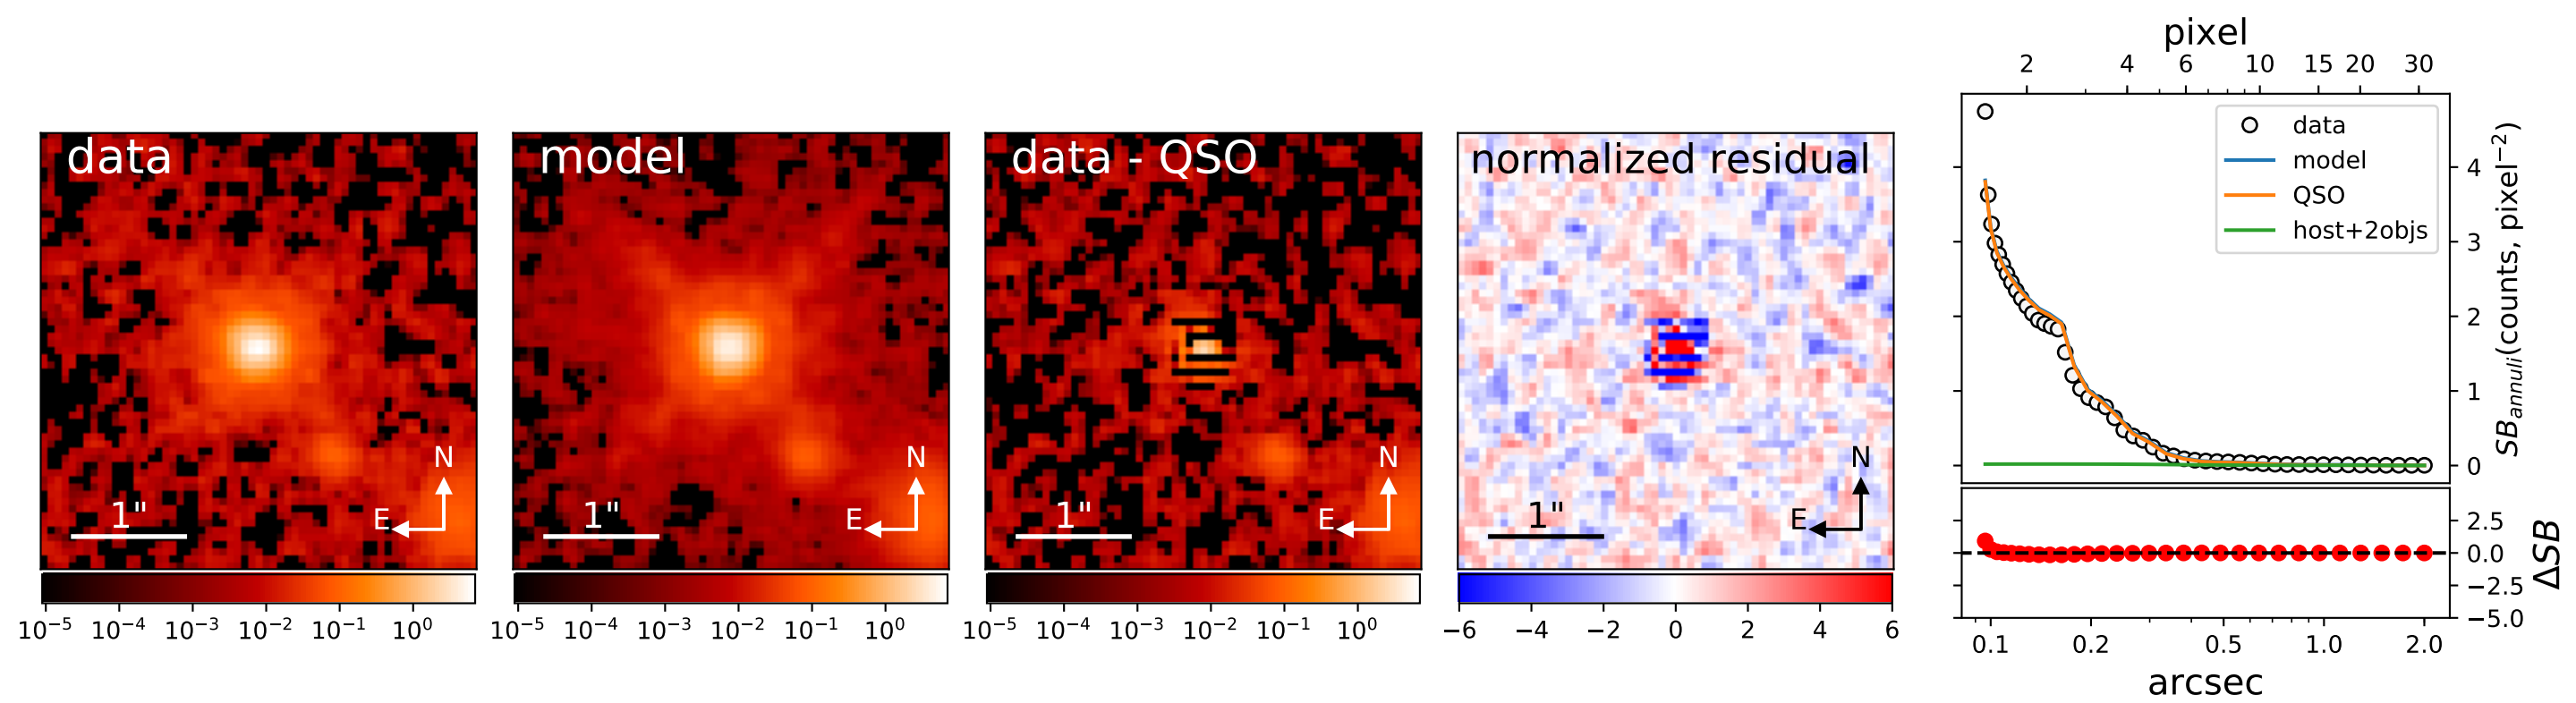 data
N
E
1"
10⁻⁵ 10⁻⁴ 10⁻³ 10⁻² 10⁻¹ 10⁰
model
N
E
1"
10⁻⁵ 10⁻⁴ 10⁻³ 10⁻² 10⁻¹ 10⁰
data - QSO
N
E
1"
10⁻⁵ 10⁻⁴ 10⁻³ 10⁻² 10⁻¹ 10⁰
normalized residual
N
E
1"
−6 −4 −2 0 2 4 6
pixel
2 4 6 10 15 20 30
data
model
QSO
host+2objs
4
3
2
1
0
SB_annuli(counts, pixel⁻²)
2.5
0.0
−2.5
−5.0
ΔSB
0.1 0.2 0.5 1.0 2.0
arcsec